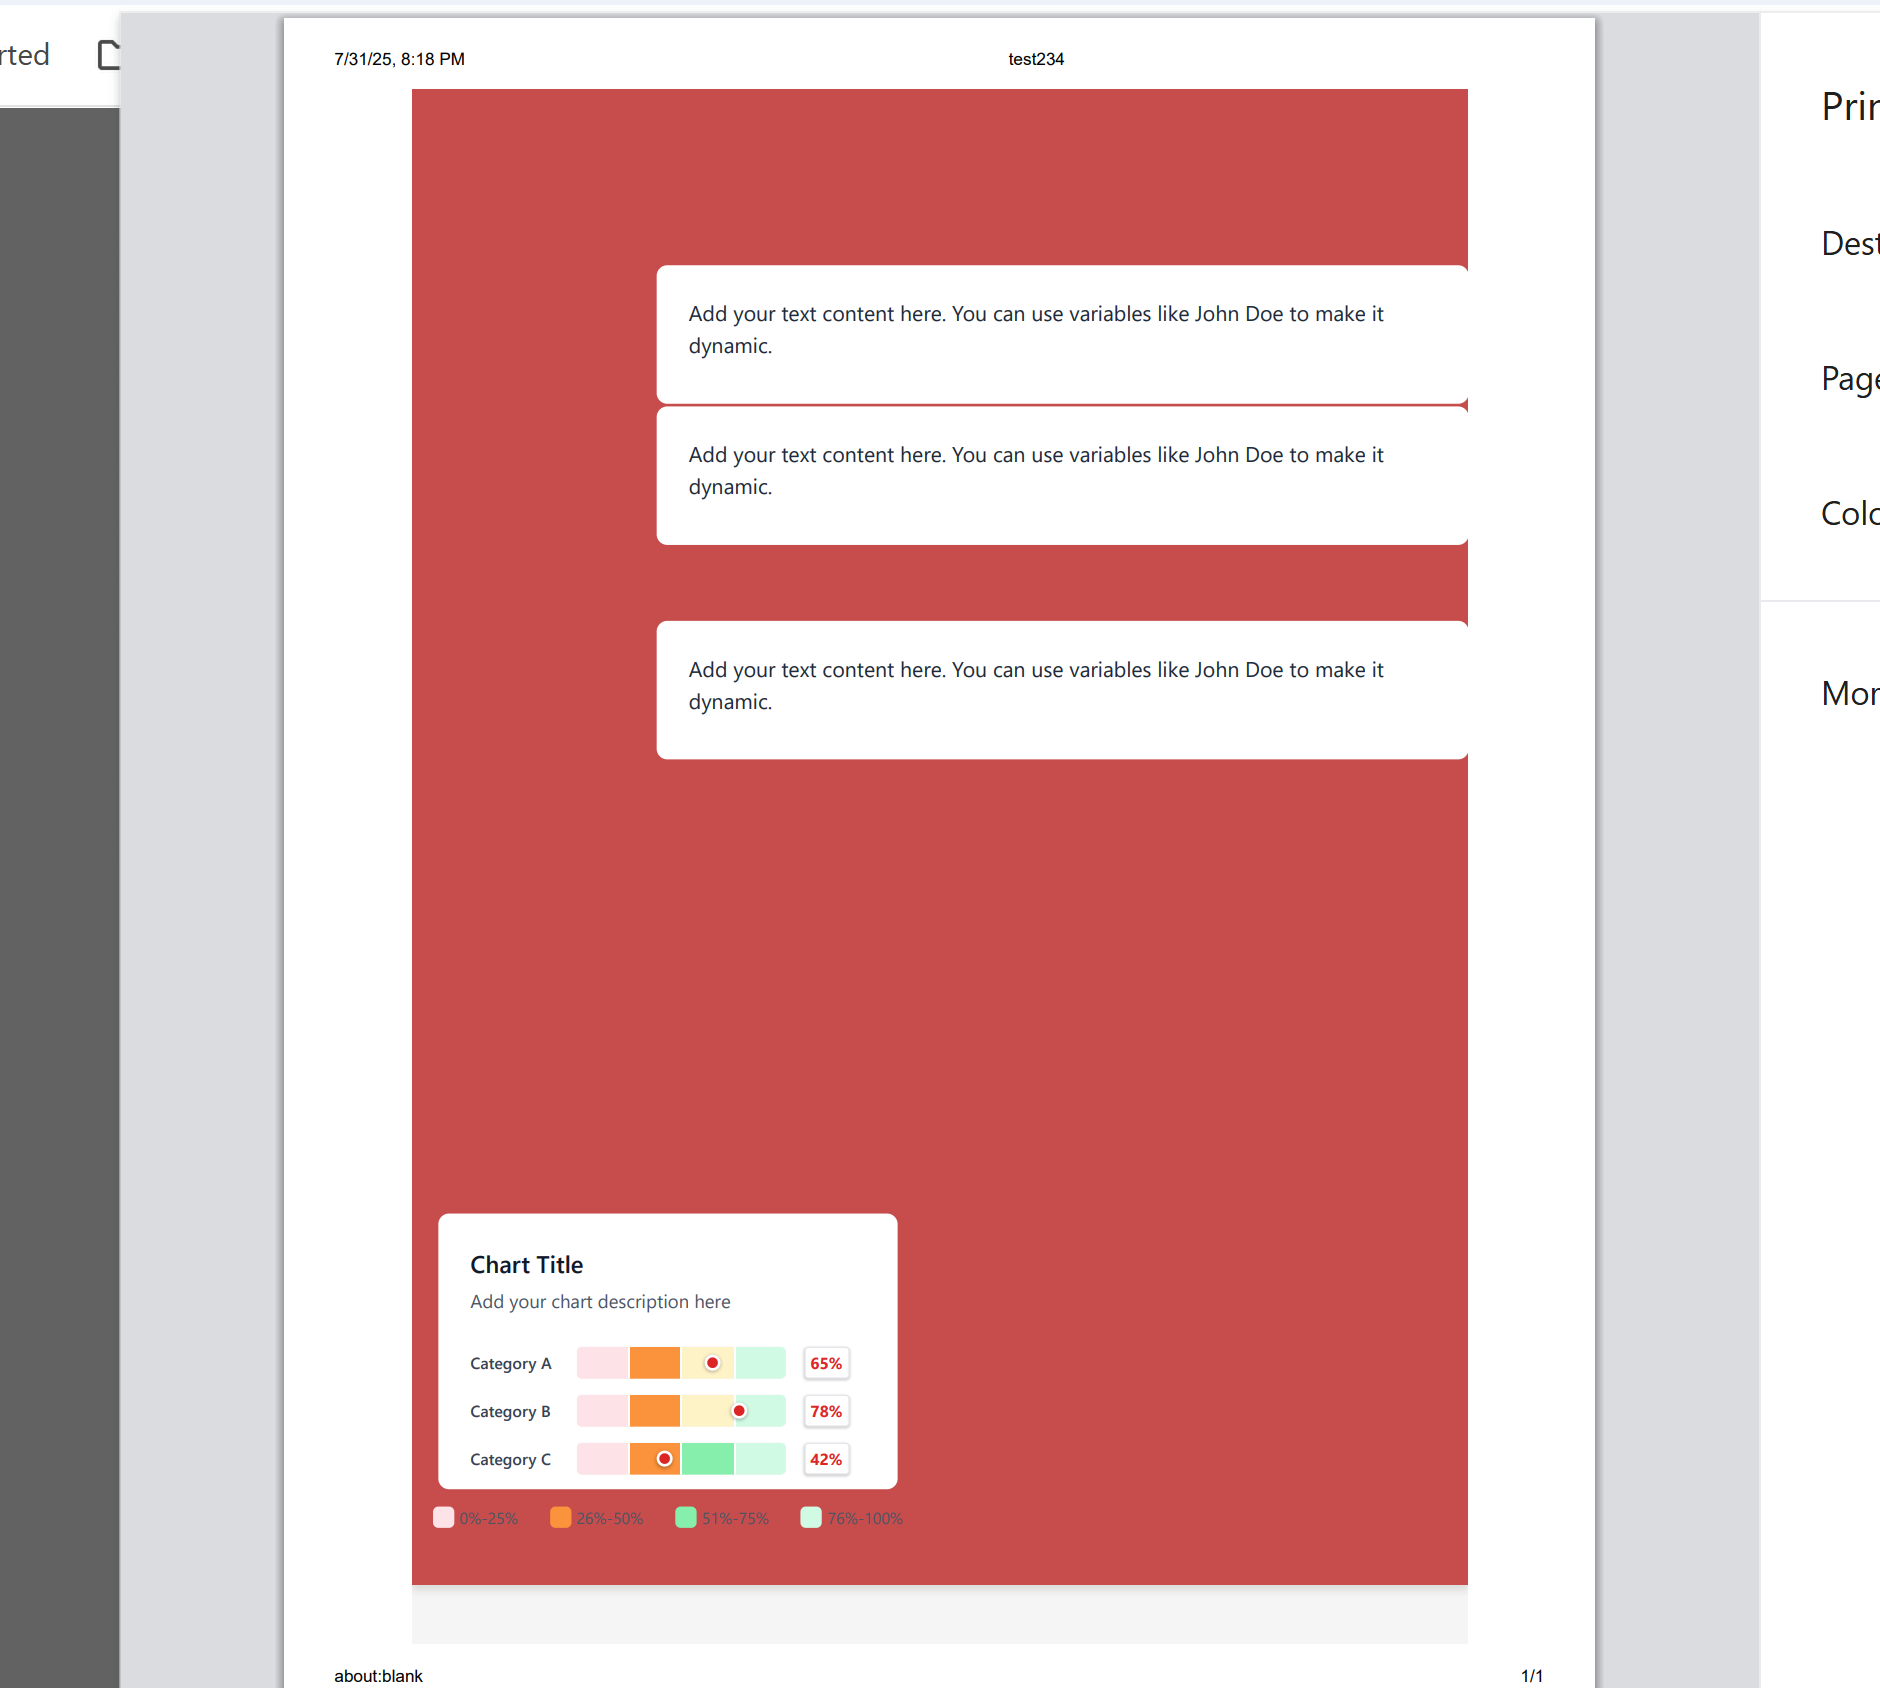 rted
7/31/25, 8:18 PM
test234
Add your text content here. You can use variables like John Doe to make it
dynamic.
Add your text content here. You can use variables like John Doe to make it
dynamic.
Add your text content here. You can use variables like John Doe to make it
dynamic.
Chart Title
Add your chart description here
Category A 65%
Category B 78%
Category C 42%
0%-25% 26%-50% 51%-75% 76%-100%
about:blank
1/1
Prin
Dest
Page
Colo
Mor